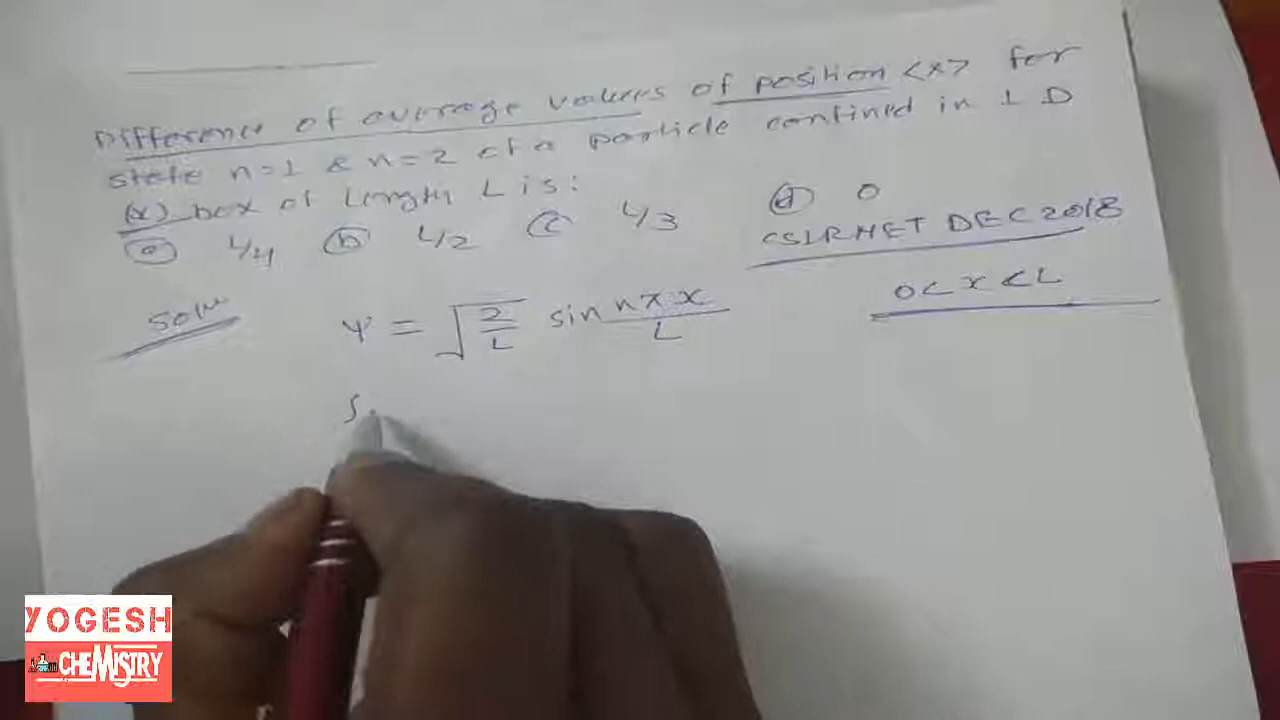 Difference of average values of position <x> for
state n=1 & n=2 of a particle confined in 1 D
(x) box of Length L is:
(a) L/4 (b) L/2 (c) L/3 (d) 0
CSIR NET DEC 2018
Soln ψ = √2/L sin nπx/L 0<x<L
∫
YOGESH
CHEMISTRY